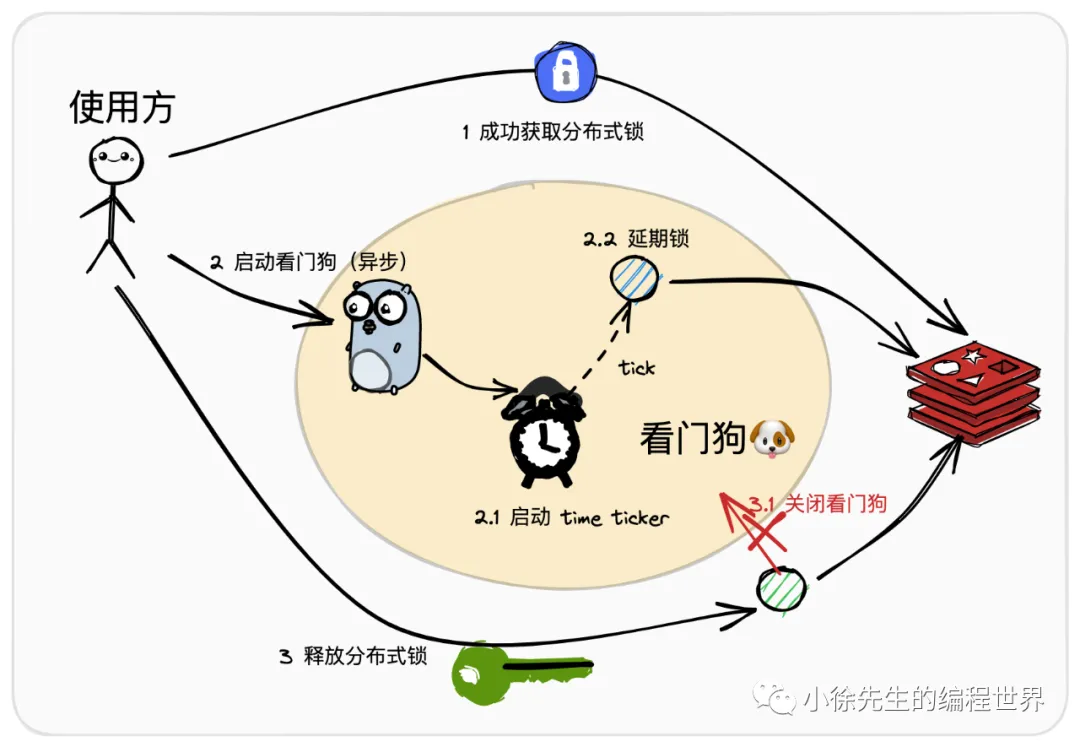 使用方
1 成功获取分布式锁
2 启动看门狗（异步）
2.2 延期锁
tick
看门狗
2.1 启动 time ticker
3.1 关闭看门狗
3 释放分布式锁
小徐先生的编程世界